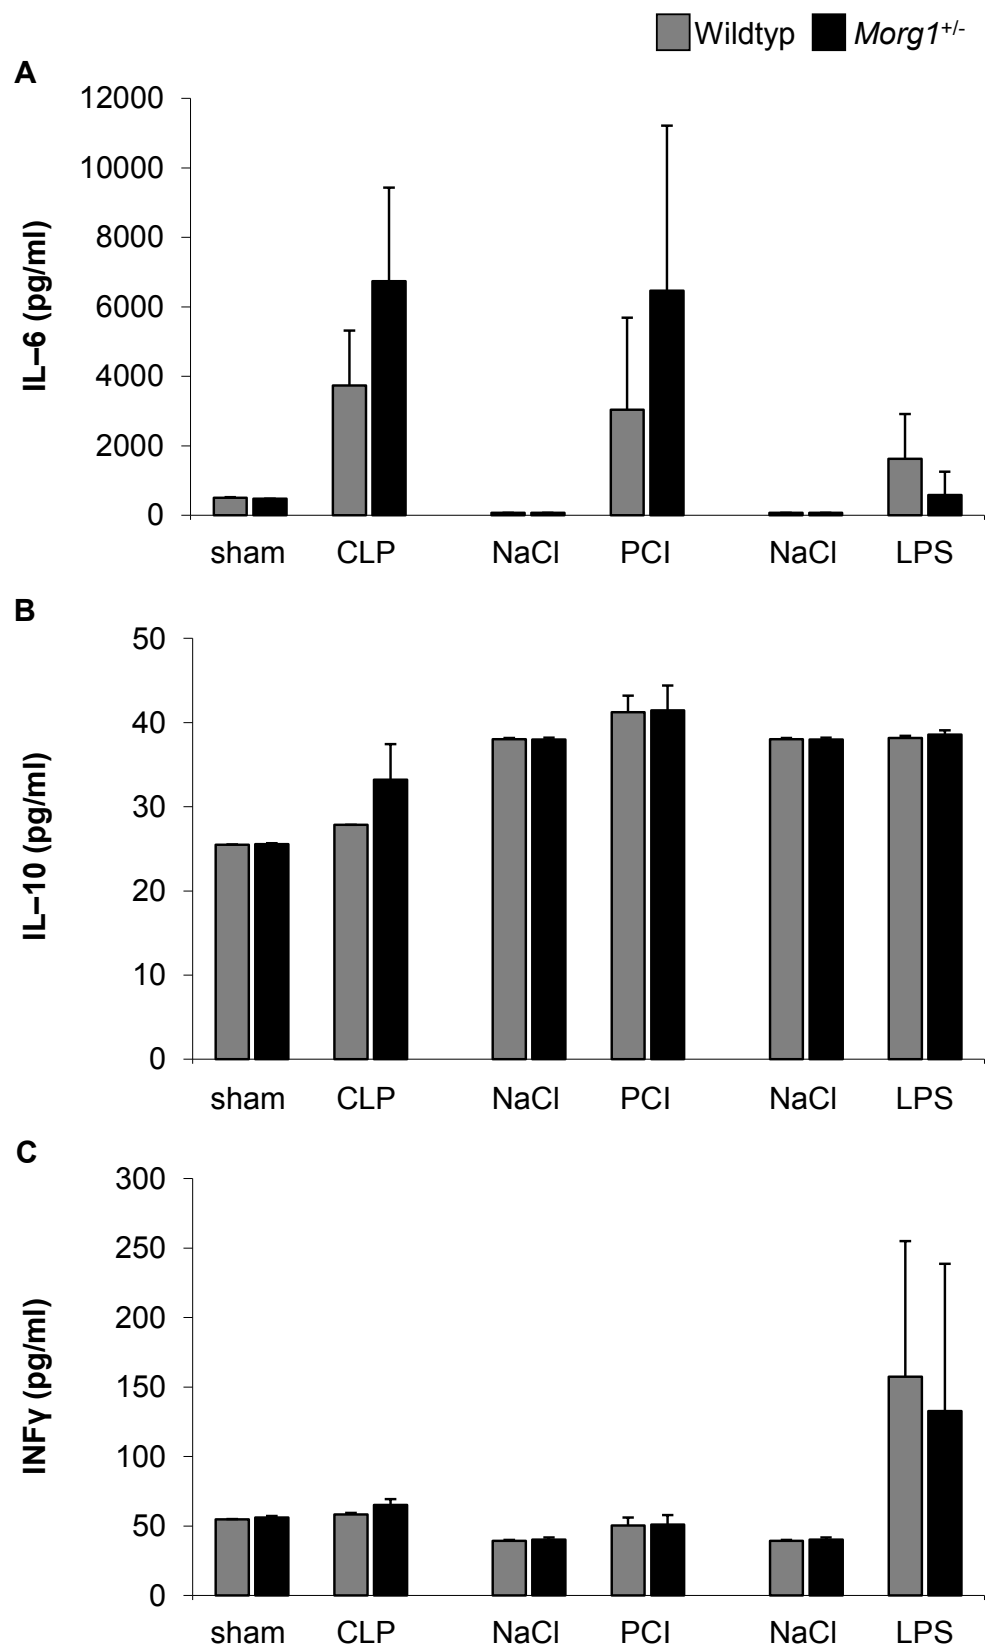 Wildtyp Morg1+/-
A
12000
10000
8000
6000
4000
2000
0
IL–6 (pg/ml)
sham CLP NaCl PCI NaCl LPS
B
50
40
30
20
10
0
IL–10 (pg/ml)
sham CLP NaCl PCI NaCl LPS
C
300
250
200
150
100
50
0
INFγ (pg/ml)
sham CLP NaCl PCI NaCl LPS